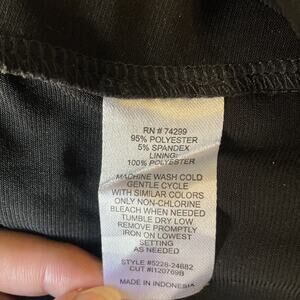 RN # 74299
95% POLYESTER
5% SPANDEX
LINING:
100% POLYESTER
MACHINE WASH COLD
GENTLE CYCLE
WITH SIMILAR COLORS
ONLY NON-CHLORINE
BLEACH WHEN NEEDED
TUMBLE DRY LOW
REMOVE PROMPTLY
IRON ON LOWEST
SETTING
AS NEEDED
STYLE #5226-24682
CUT #I120769B
MADE IN INDONESIA